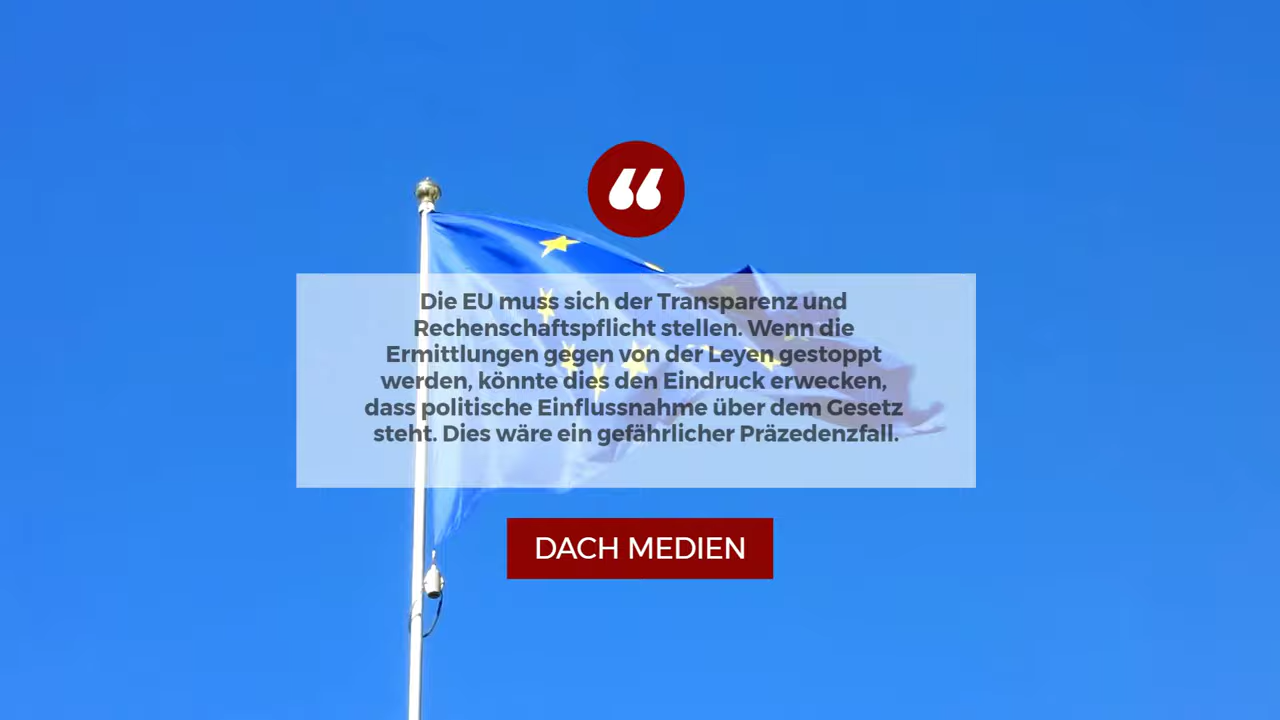 Die EU muss sich der Transparenz und
Rechenschaftspflicht stellen. Wenn die
Ermittlungen gegen von der Leyen gestoppt
werden, könnte dies den Eindruck erwecken,
dass politische Einflussnahme über dem Gesetz
steht. Dies wäre ein gefährlicher Präzedenzfall.
DACH MEDIEN